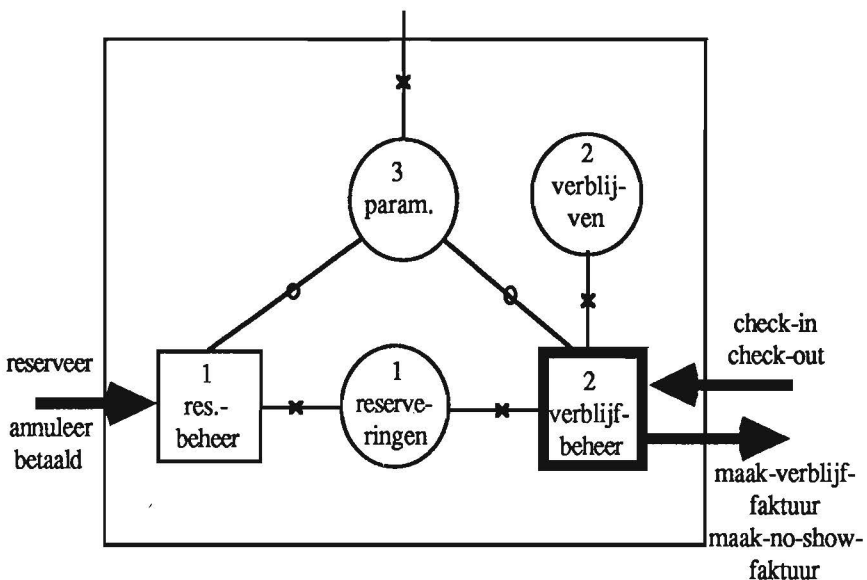 3
param.
2
verblij-
ven
reserveer
annuleer
betaald
1
res.-
beheer
1
reserve-
ringen
2
verblijf-
beheer
check-in
check-out
maak-verblijf-
faktuur
maak-no-show-
faktuur